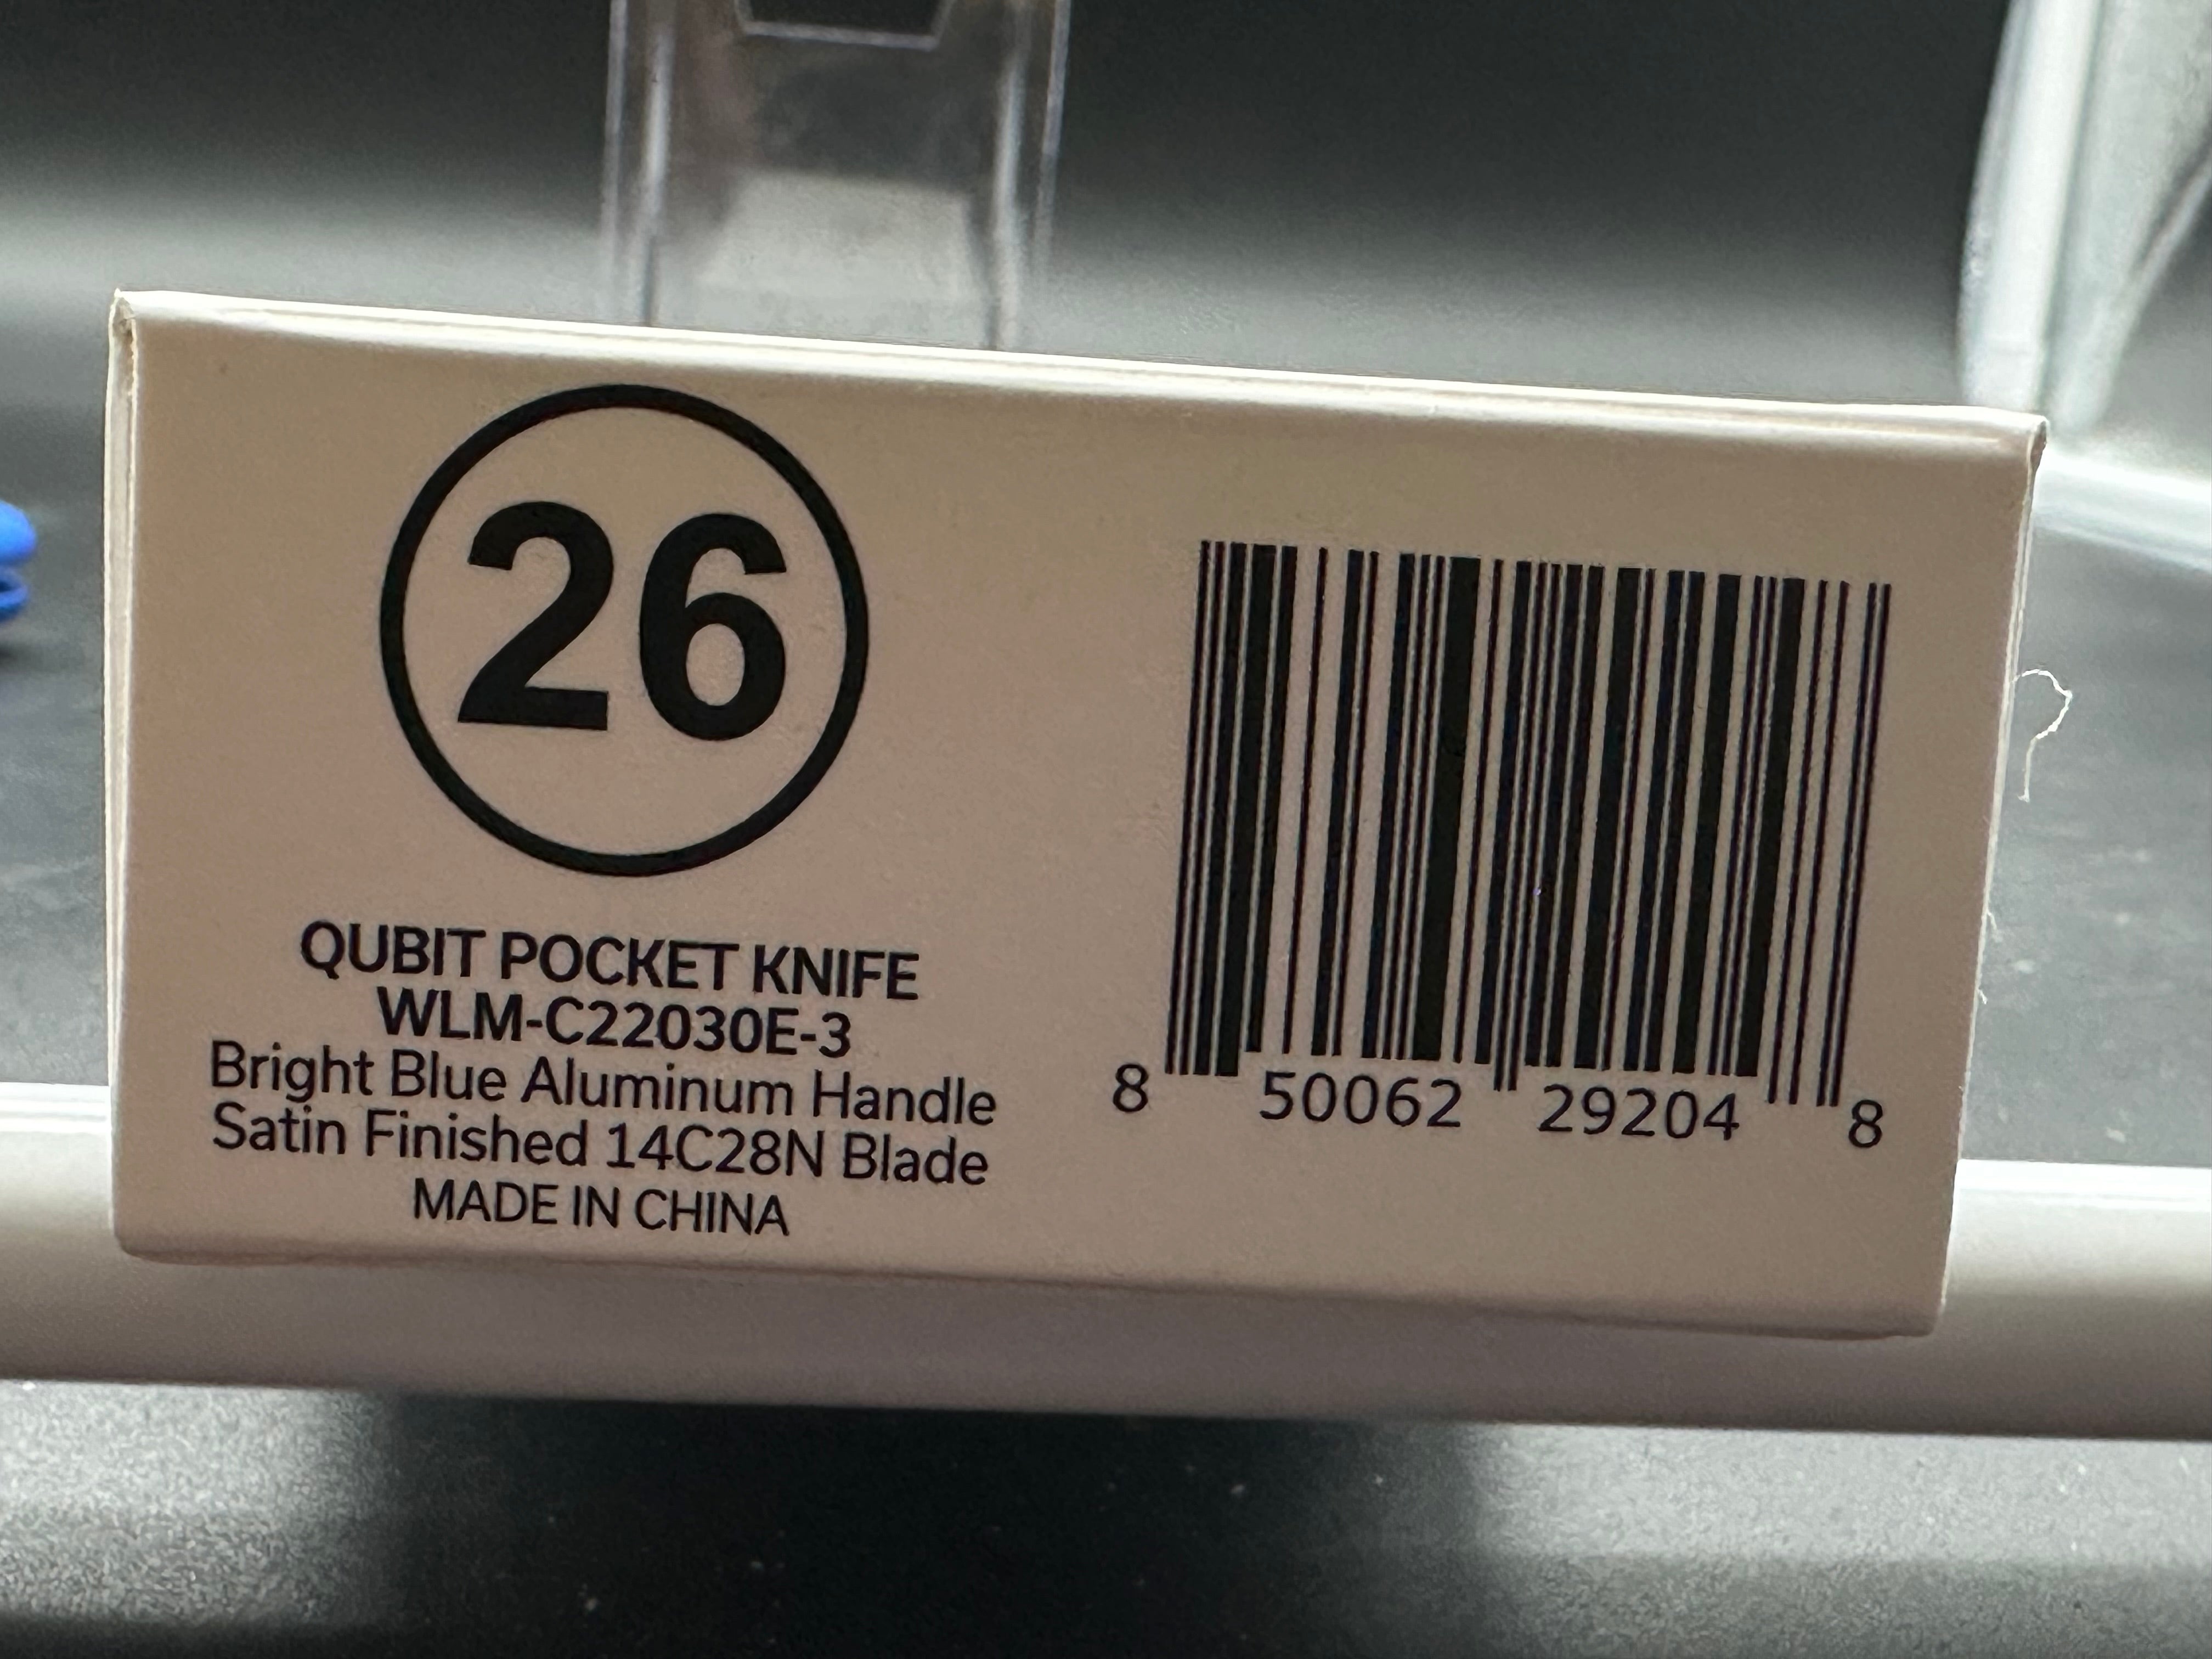 26
QUBIT POCKET KNIFE
WLM-C22030E-3
Bright Blue Aluminum Handle
Satin Finished 14C28N Blade
MADE IN CHINA
8 50062 29204 8